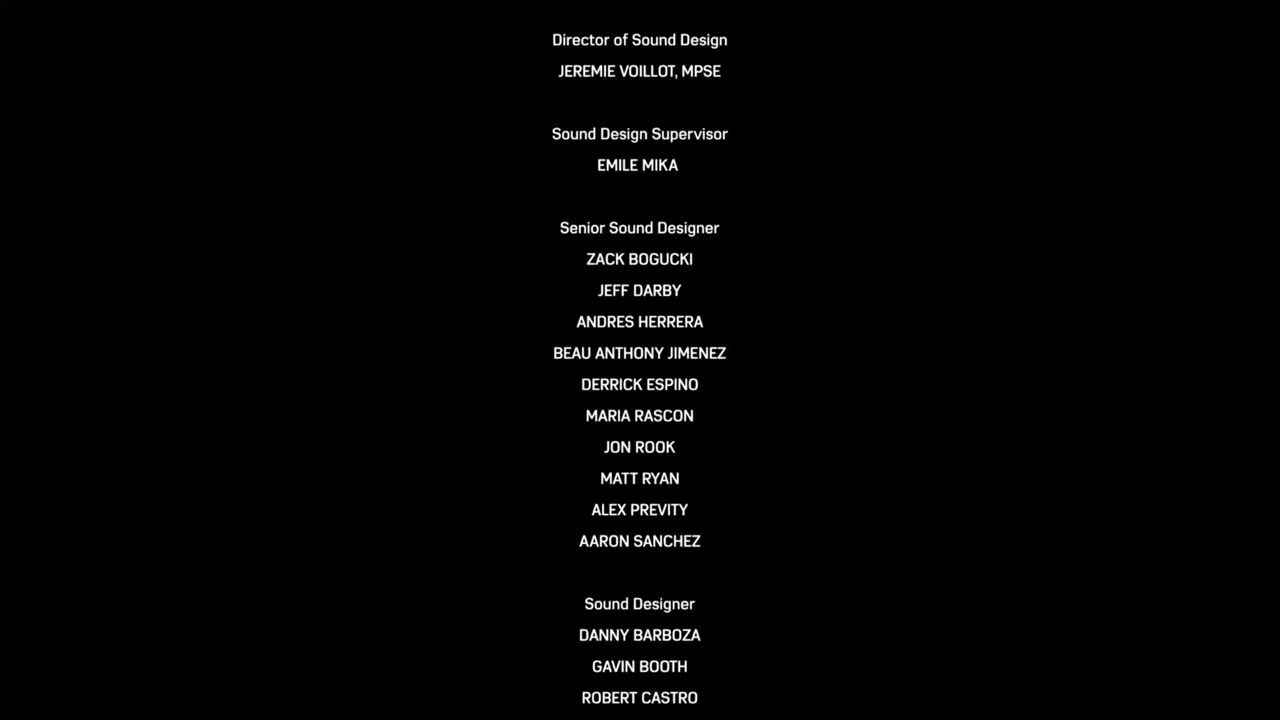 Director of Sound Design
JEREMIE VOILLOT, MPSE
Sound Design Supervisor
EMILE MIKA
Senior Sound Designer
ZACK BOGUCKI
JEFF DARBY
ANDRES HERRERA
BEAU ANTHONY JIMENEZ
DERRICK ESPINO
MARIA RASCON
JON ROOK
MATT RYAN
ALEX PREVITY
AARON SANCHEZ
Sound Designer
DANNY BARBOZA
GAVIN BOOTH
ROBERT CASTRO